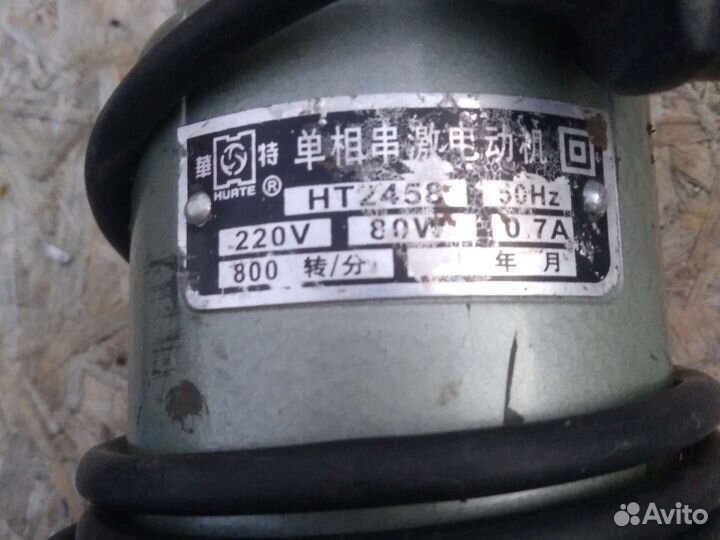 華 HUATE ® 特 单相串激电动机
HT2458 50Hz
220V 80W 0.7A
800 转/分 年 月
Avito